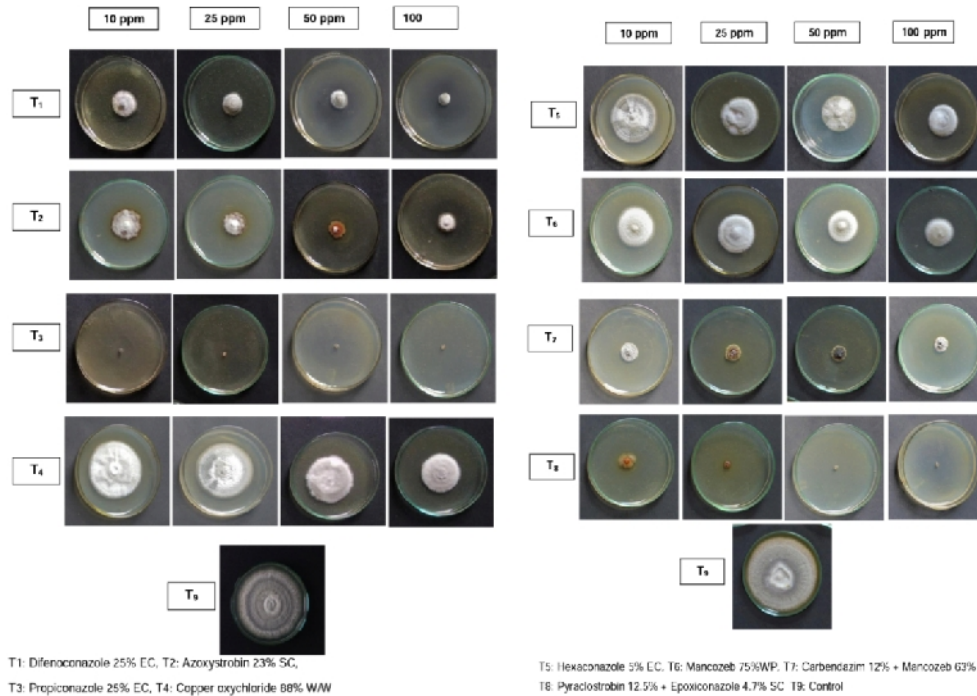 10 ppm 25 ppm 50 ppm 100
T₁
T₂
T₃
T₄
T₉
T1: Difenoconazole 25% EC, T2: Azoxystrobin 23% SC,
T3: Propiconazole 25% EC, T4: Copper oxychloride 88% W/W
10 ppm 25 ppm 50 ppm 100 ppm
T₅
T₆
T₇
T₈
T₉
T5: Hexaconazole 5% EC, T6: Mancozeb 75%WP, T7: Carbendazim 12% + Mancozeb 63%
T8: Pyraclostrobin 12.5% + Epoxiconazole 4.7% SC T9: Control